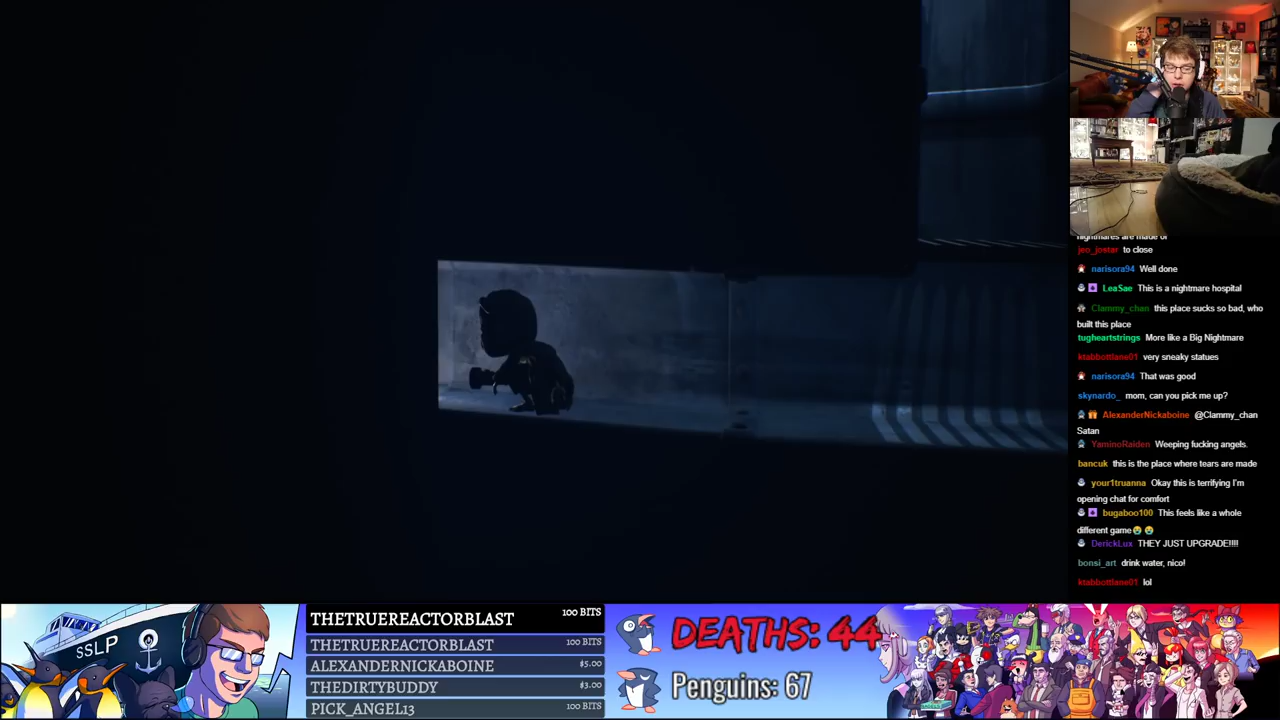 nightmares are made of
jeo_jostar to close
narisora94 Well done
LeaSae This is a nightmare hospital
Clammy_chan this place sucks so bad, who
built this place
tugheartstrings More like a Big Nightmare
ktabbottlane01 very sneaky statues
narisora94 That was good
skynardo_ mom, can you pick me up?
AlexanderNickaboine @Clammy_chan
Satan
YaminoRaiden Weeping fucking angels.
bancuk this is the place where tears are made
your1truanna Okay this is terrifying I'm
opening chat for comfort
bugaboo100 This feels like a whole
different game😭😭
DerickLux THEY JUST UPGRADE!!!!
bonsi_art drink water, nico!
ktabbottlane01 lol
SSLP
THETRUEREACTORBLAST 100 BITS
THETRUEREACTORBLAST 100 BITS
ALEXANDERNICKABOINE $5.00
THEDIRTYBUDDY $3.00
PICK_ANGEL13 100 BITS
DEATHS: 44
Penguins: 67